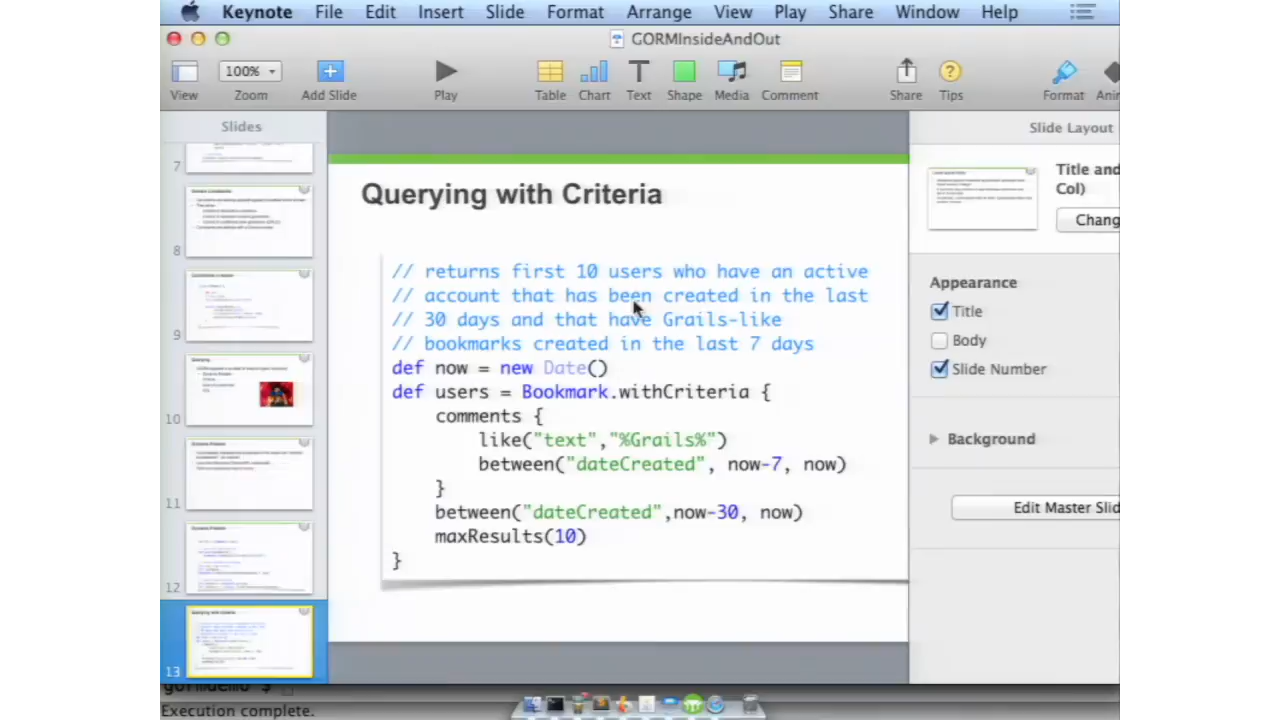 Keynote File Edit Insert Slide Format Arrange View Play Share Window Help
GORMInsideAndOut
100%
View Zoom Add Slide Play Table Chart Text Shape Media Comment Share Tips Format Anin
Slides
Slide Layout
7
8
9
10
11
12
13
Querying
Querying with Criteria
// returns first 10 users who have an active
// account that has been created in the last
// 30 days and that have Grails-like
// bookmarks created in the last 7 days
def now = new Date()
def users = Bookmark.withCriteria {
comments {
like("text","%Grails%")
between("dateCreated", now-7, now)
}
between("dateCreated",now-30, now)
maxResults(10)
}
Title and
Col)
Chang
Appearance
Title
Body
Slide Number
Background
Edit Master Slid
gormdemo $
Execution complete.